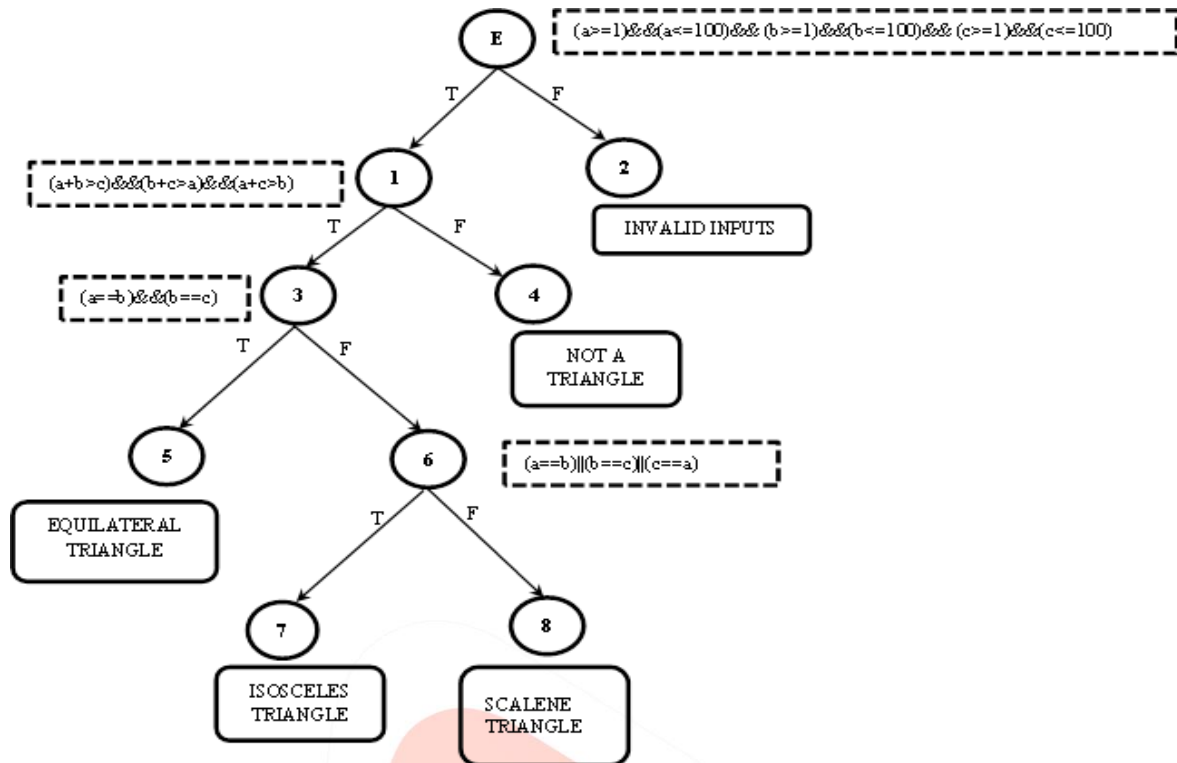 E
(a>=1)&&(a<=100)&& (b>=1)&&(b<=100)&& (c>=1)&&(c<=100)
T
F
(a+b>c)&&(b+c>a)&&(a+c>b)
1
2
INVALID INPUTS
T
F
(a==b)&&(b==c)
3
4
NOT A
TRIANGLE
T
F
5
6
(a==b)||(b==c)||(c==a)
EQUILATERAL
TRIANGLE
T
F
7
8
ISOSCELES
TRIANGLE
SCALENE
TRIANGLE